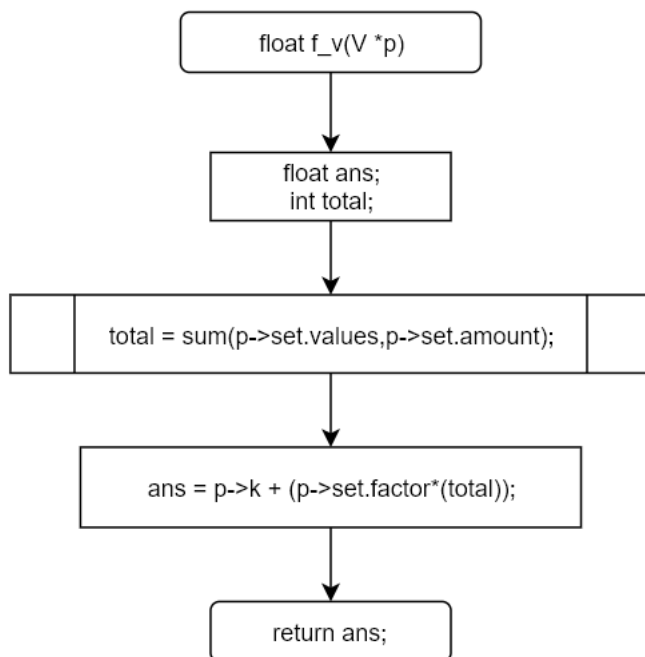 float f_v(V *p)
float ans;
int total;
total = sum(p->set.values,p->set.amount);
ans = p->k + (p->set.factor*(total));
return ans;